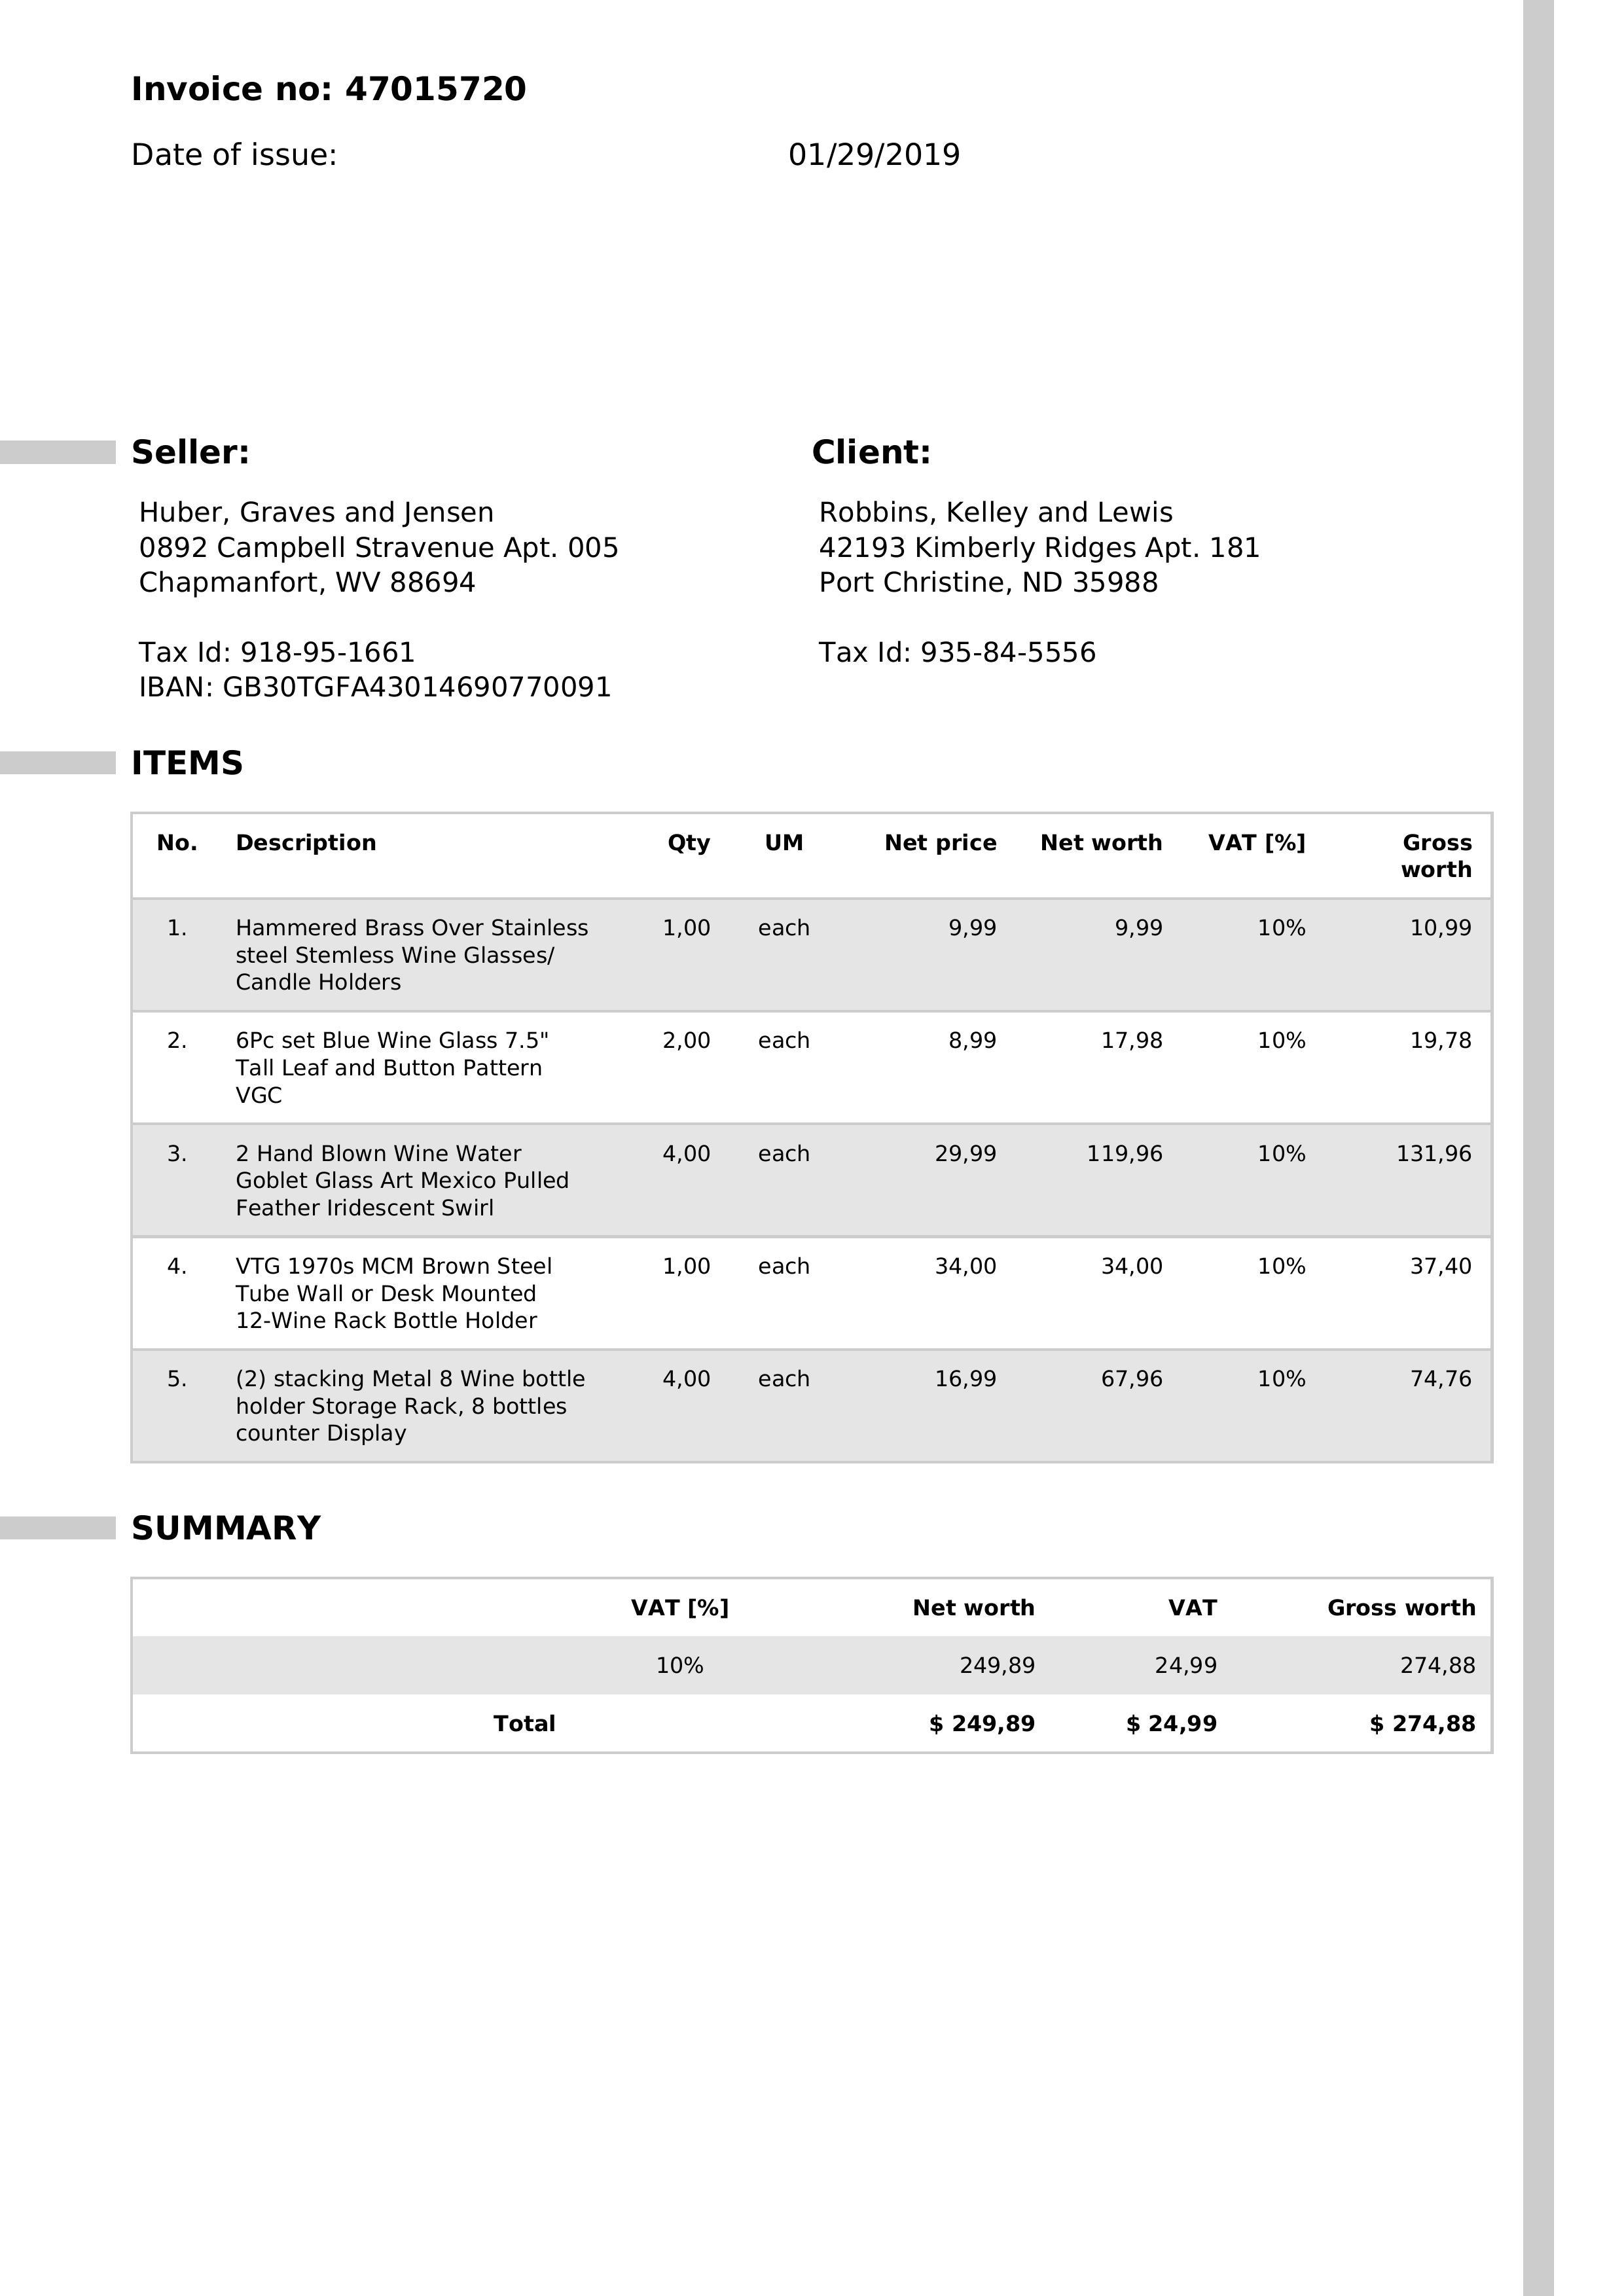 Invoice no: 47015720
Date of issue: 01/29/2019
Seller:
Huber, Graves and Jensen
0892 Campbell Stravenue Apt. 005
Chapmanfort, WV 88694
Tax Id: 918-95-1661
IBAN: GB30TGFA43014690770091
Client:
Robbins, Kelley and Lewis
42193 Kimberly Ridges Apt. 181
Port Christine, ND 35988
Tax Id: 935-84-5556
ITEMS
No. Description Qty UM Net price Net worth VAT [%] Gross
worth
1. Hammered Brass Over Stainless 1,00 each 9,99 9,99 10% 10,99
steel Stemless Wine Glasses/
Candle Holders
2. 6Pc set Blue Wine Glass 7.5" 2,00 each 8,99 17,98 10% 19,78
Tall Leaf and Button Pattern
VGC
3. 2 Hand Blown Wine Water 4,00 each 29,99 119,96 10% 131,96
Goblet Glass Art Mexico Pulled
Feather Iridescent Swirl
4. VTG 1970s MCM Brown Steel 1,00 each 34,00 34,00 10% 37,40
Tube Wall or Desk Mounted
12-Wine Rack Bottle Holder
5. (2) stacking Metal 8 Wine bottle 4,00 each 16,99 67,96 10% 74,76
holder Storage Rack, 8 bottles
counter Display
SUMMARY
VAT [%] Net worth VAT Gross worth
10% 249,89 24,99 274,88
Total $ 249,89 $ 24,99 $ 274,88